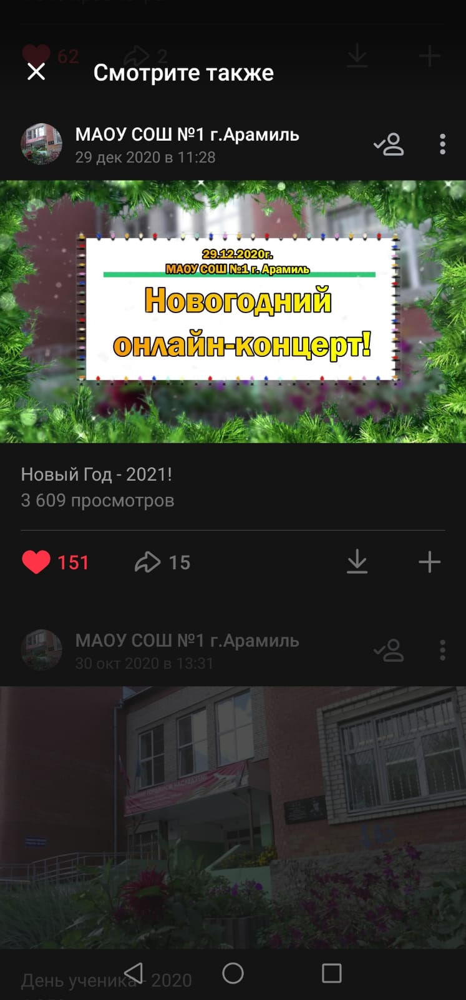 62
2
Смотрите также
МАОУ СОШ №1 г.Арамиль
29 дек 2020 в 11:28
29.12.2020г.
МАОУ СОШ №1 г. Арамиль
Новогодний
онлайн-концерт!
Новый Год - 2021!
3 609 просмотров
151
15
МАОУ СОШ №1 г.Арамиль
30 окт 2020 в 13:31
День ученика - 2020